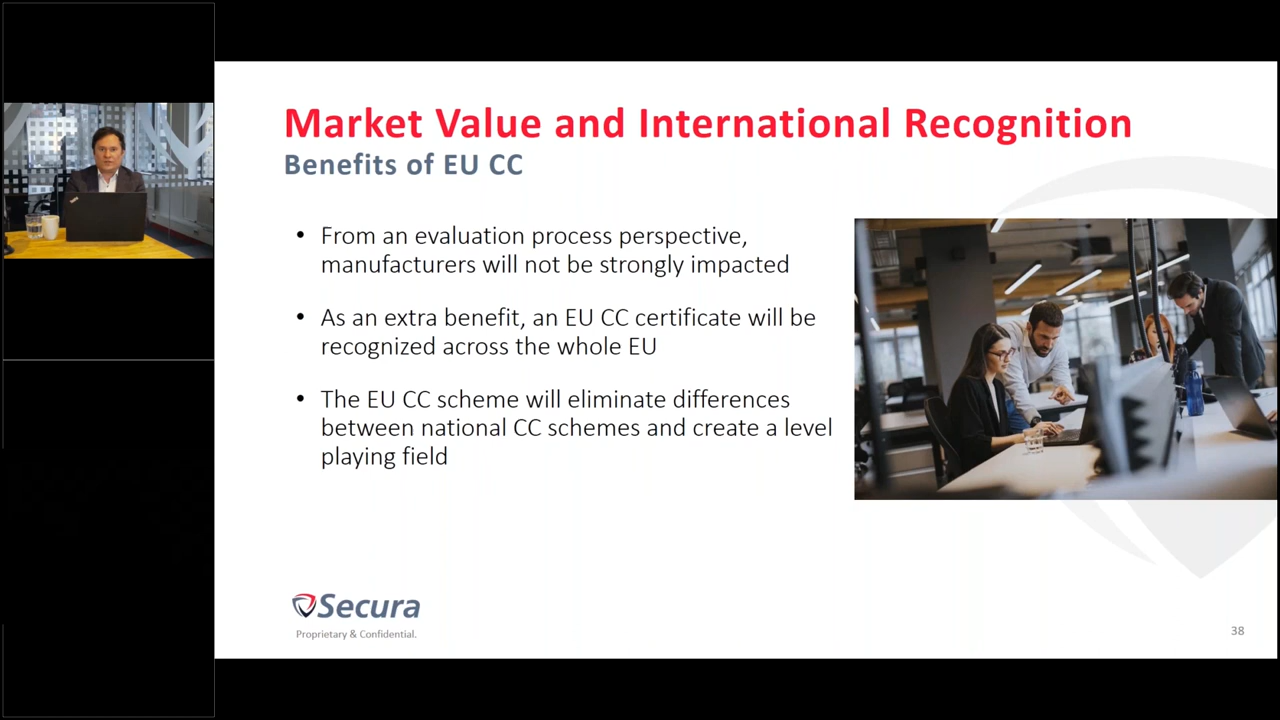 Market Value and International Recognition
Benefits of EU CC
• From an evaluation process perspective,
manufacturers will not be strongly impacted
• As an extra benefit, an EU CC certificate will be
recognized across the whole EU
• The EU CC scheme will eliminate differences
between national CC schemes and create a level
playing field
Secura
Proprietary & Confidential.
38